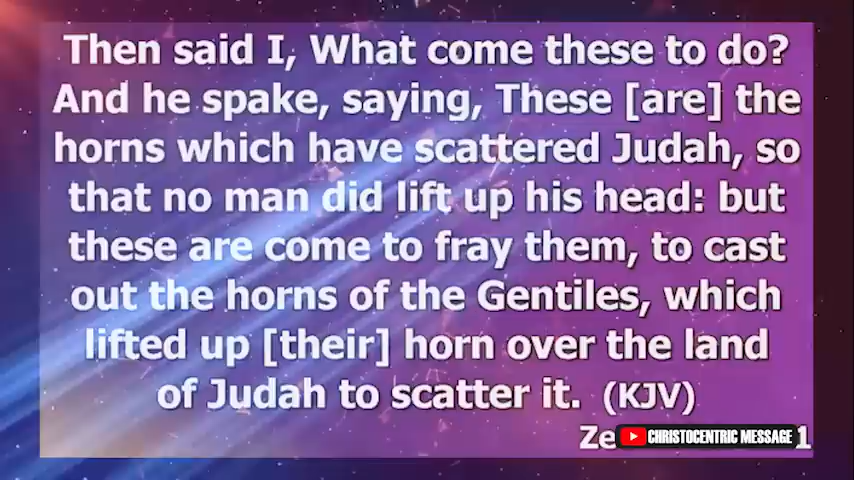 Then said I, What come these to do?
And he spake, saying, These [are] the
horns which have scattered Judah, so
that no man did lift up his head: but
these are come to fray them, to cast
out the horns of the Gentiles, which
lifted up [their] horn over the land
of Judah to scatter it. (KJV)
CHRISTOCENTRIC MESSAGE